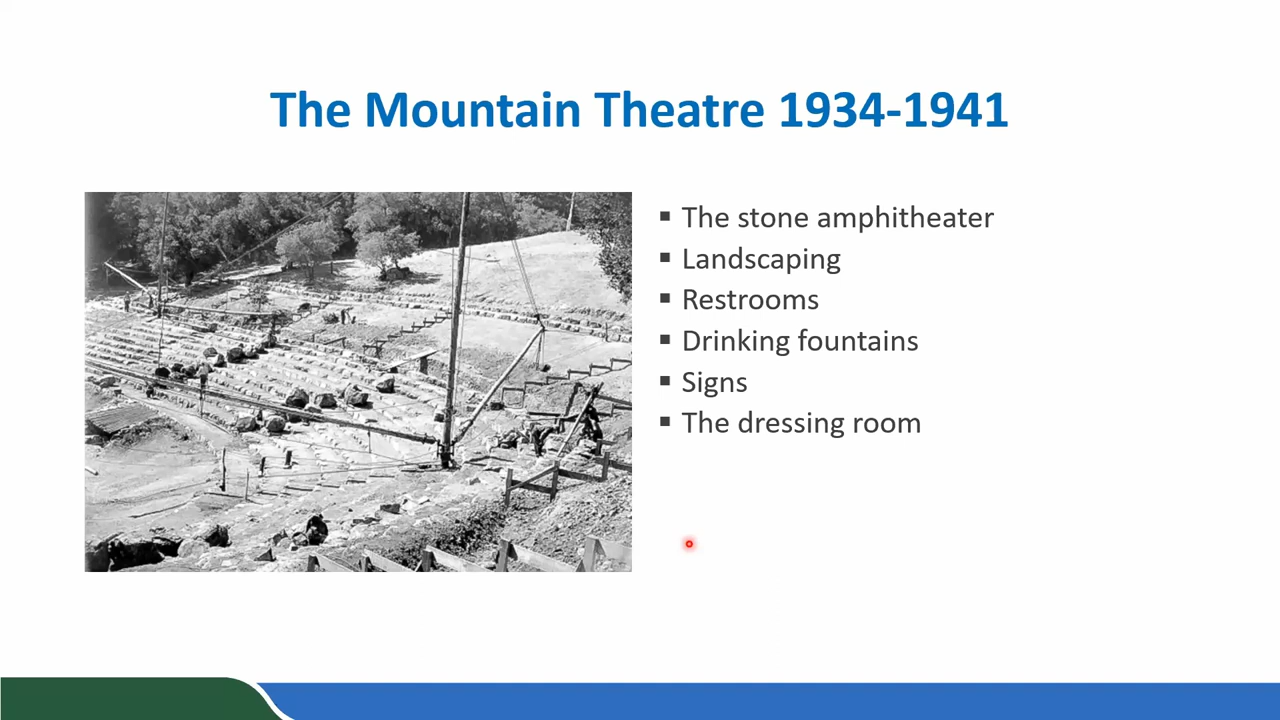 The Mountain Theatre 1934-1941
▪ The stone amphitheater
▪ Landscaping
▪ Restrooms
▪ Drinking fountains
▪ Signs
▪ The dressing room